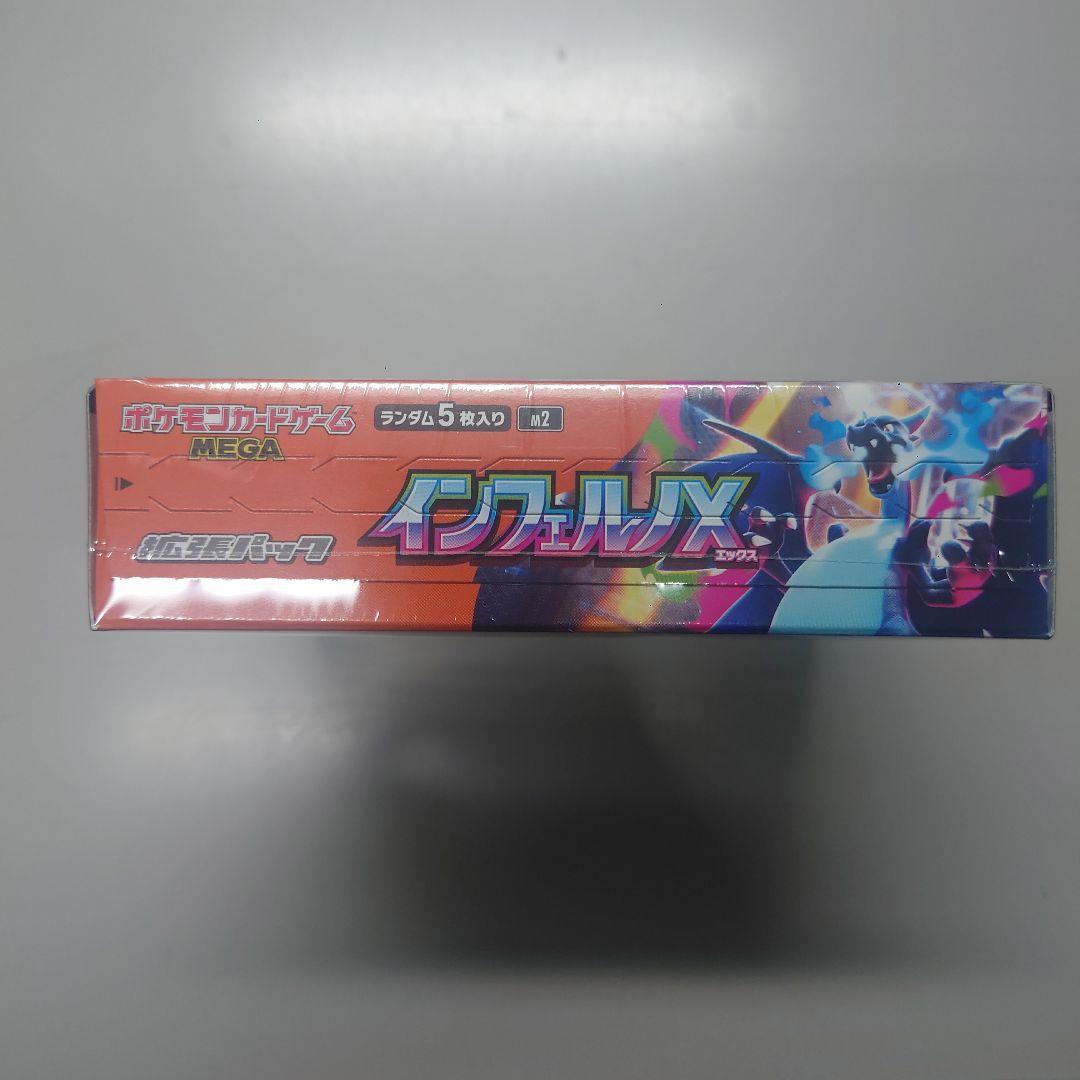 ポケモンカードゲーム
MEGA
ランダム5枚入り
M2
インフェルノX
エックス
拡張パック